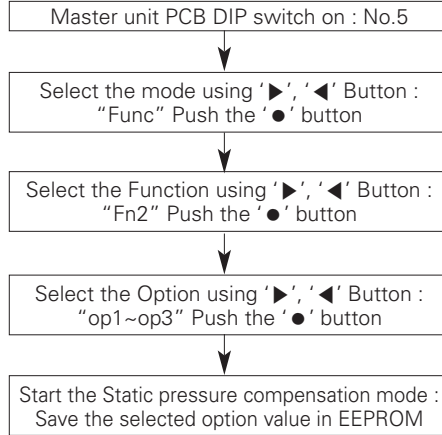 Master unit PCB DIP switch on : No.5
Select the mode using ‘▶’, ‘◀’ Button :
“Func” Push the ‘●’ button
Select the Function using ‘▶’, ‘◀’ Button :
“Fn2” Push the ‘●’ button
Select the Option using ‘▶’, ‘◀’ Button :
“op1~op3” Push the ‘●’ button
Start the Static pressure compensation mode :
Save the selected option value in EEPROM